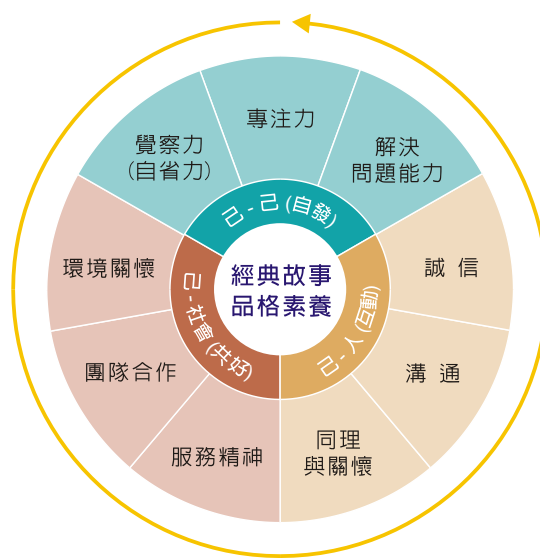 經典故事
品格素養
己-己(自發)
覺察力
(自省力)
專注力
解決
問題能力
己-人(互動)
誠 信
溝 通
同理
與關懷
己-社會(共好)
服務精神
團隊合作
環境關懷